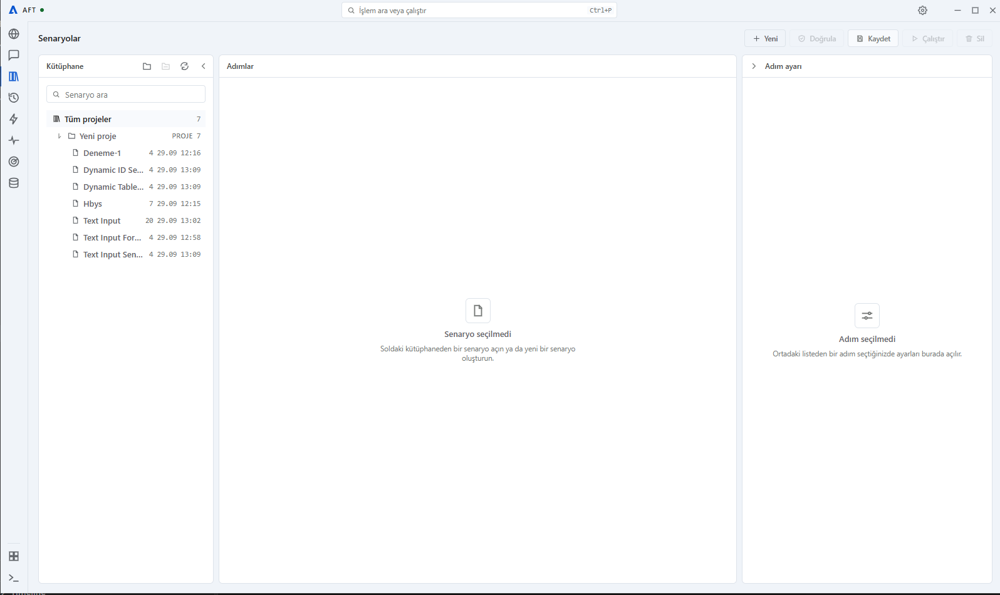 AFT
İşlem ara veya çalıştır Ctrl+P
Senaryolar
Yeni
Doğrula
Kaydet
Çalıştır
Sil
Kütüphane
Senaryo ara
Tüm projeler 7
Yeni proje PROJE 7
Deneme-1 4 29.09 12:16
Dynamic ID Se... 4 29.09 13:09
Dynamic Table... 4 29.09 13:09
Hbys 7 29.09 12:15
Text Input 20 29.09 13:02
Text Input For... 4 29.09 12:58
Text Input Sen... 4 29.09 13:09
Adımlar
Senaryo seçilmedi
Soldaki kütüphaneden bir senaryo açın ya da yeni bir senaryo
oluşturun.
Adım ayarı
Adım seçilmedi
Ortadaki listeden bir adım seçtiğinizde ayarları burada açılır.